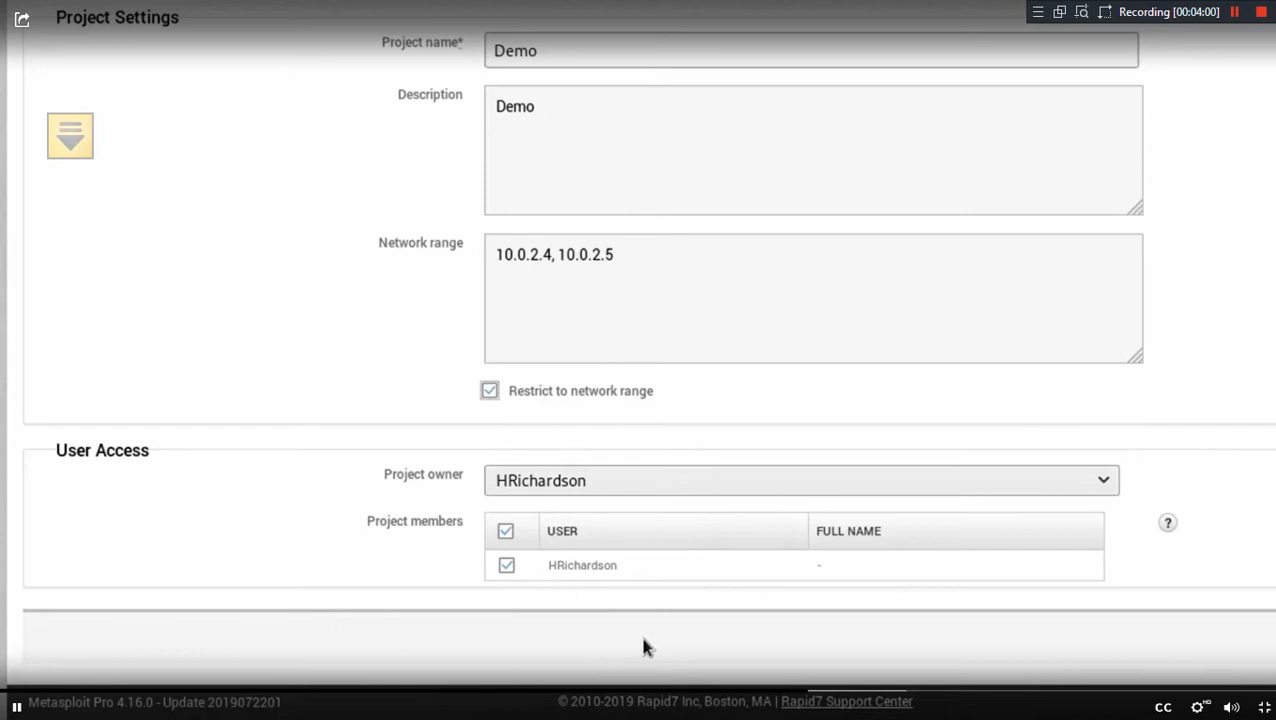 Project Settings
Recording [00:04:00]
Project name*
Demo
Description
Demo
Network range
10.0.2.4, 10.0.2.5
Restrict to network range
User Access
Project owner
HRichardson
Project members
USER
FULL NAME
?
HRichardson
-
Metasploit Pro 4.16.0 - Update 2019072201
© 2010-2019 Rapid7 Inc, Boston, MA | Rapid7 Support Center
CC
HD